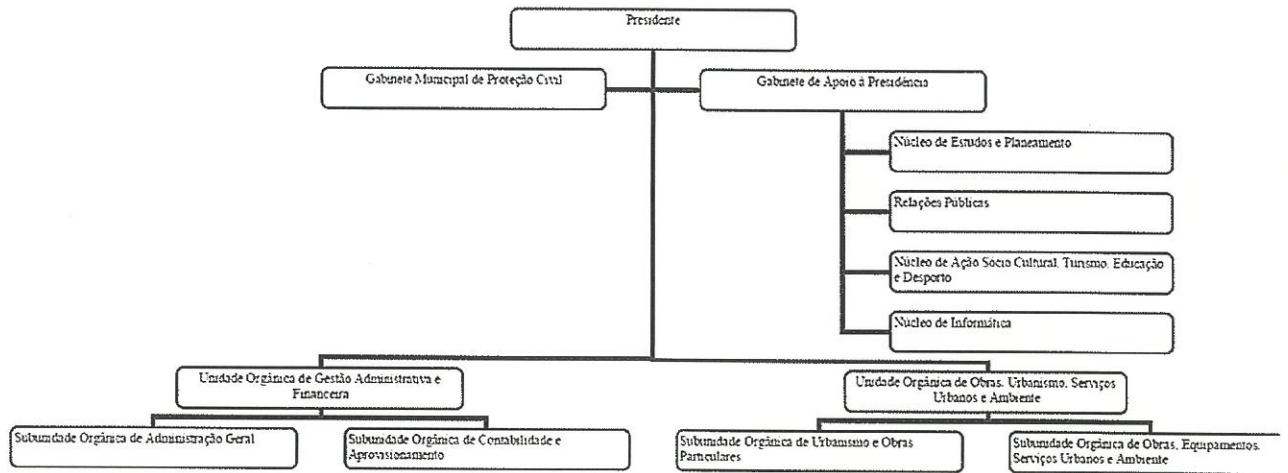 Presidente
Gabinete Municipal de Proteção Civil
Gabinete de Apoio à Presidência
Núcleo de Estudos e Planeamento
Relações Públicas
Núcleo de Ação Sócio Cultural, Turismo, Educação
e Desporto
Núcleo de Informática
Unidade Orgânica de Gestão Administrativa e
Financeira
Unidade Orgânica de Obras, Urbanismo, Serviços
Urbanos e Ambiente
Subunidade Orgânica de Administração Geral
Subunidade Orgânica de Contabilidade e
Aprovisionamento
Subunidade Orgânica de Urbanismo e Obras
Particulares
Subunidade Orgânica de Obras, Equipamentos,
Serviços Urbanos e Ambiente